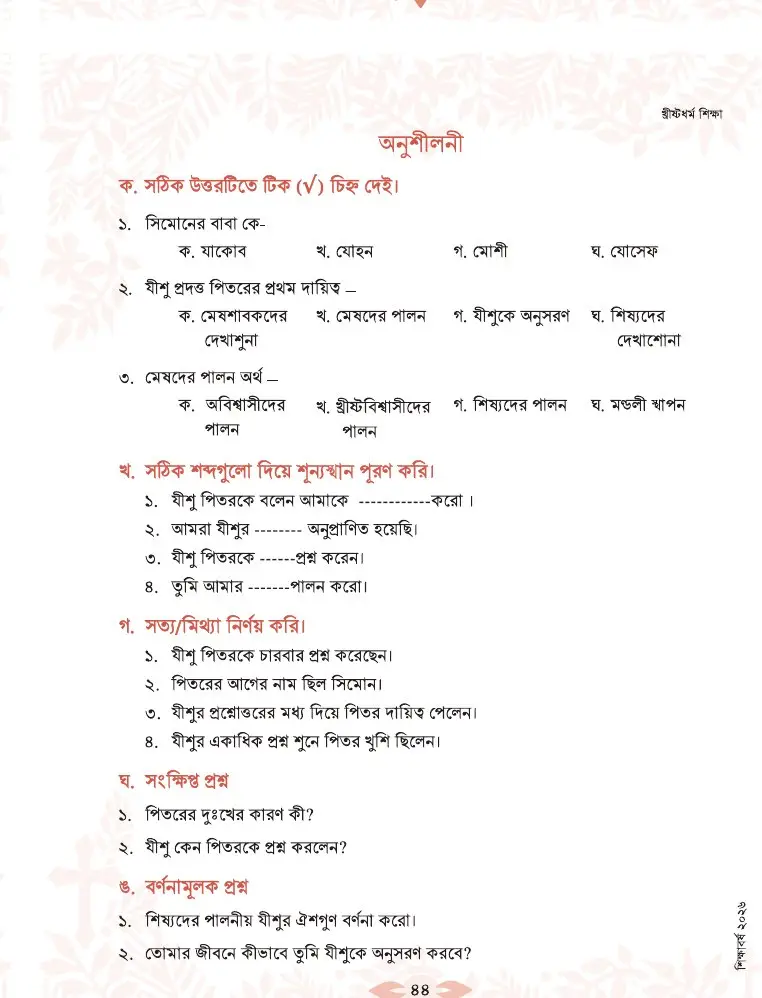 খ্রীষ্টধর্ম শিক্ষা
অনুশীলনী
ক. সঠিক উত্তরটিতে টিক (√) চিহ্ন দেই।
১. সিমোনের বাবা কে-
ক. যাকোব খ. যোহন গ. মোশী ঘ. যোসেফ
২. যীশু প্রদত্ত পিতরের প্রথম দায়িত্ব –
ক. মেষশাবকদের খ. মেষদের পালন গ. যীশুকে অনুসরণ ঘ. শিষ্যদের
দেখাশুনা দেখাশোনা
৩. মেষদের পালন অর্থ –
ক. অবিশ্বাসীদের খ. খ্রীষ্টবিশ্বাসীদের গ. শিষ্যদের পালন ঘ. মণ্ডলী স্থাপন
পালন পালন
খ. সঠিক শব্দগুলো দিয়ে শূন্যস্থান পূরণ করি।
১. যীশু পিতরকে বলেন আমাকে ------------করো ।
২. আমরা যীশুর -------- অনুপ্রাণিত হয়েছি।
৩. যীশু পিতরকে ------প্রশ্ন করেন।
৪. তুমি আমার -------পালন করো।
গ. সত্য/মিথ্যা নির্ণয় করি।
১. যীশু পিতরকে চারবার প্রশ্ন করেছেন।
২. পিতরের আগের নাম ছিল সিমোন।
৩. যীশুর প্রশ্নোত্তরের মধ্য দিয়ে পিতর দায়িত্ব পেলেন।
৪. যীশুর একাধিক প্রশ্ন শুনে পিতর খুশি ছিলেন।
ঘ. সংক্ষিপ্ত প্রশ্ন
১. পিতরের দুঃখের কারণ কী?
২. যীশু কেন পিতরকে প্রশ্ন করলেন?
ঙ. বর্ণনামূলক প্রশ্ন
১. শিষ্যদের পালনীয় যীশুর ঐশগুণ বর্ণনা করো।
২. তোমার জীবনে কীভাবে তুমি যীশুকে অনুসরণ করবে?
শিক্ষাবর্ষ ২০২৬
৪৪